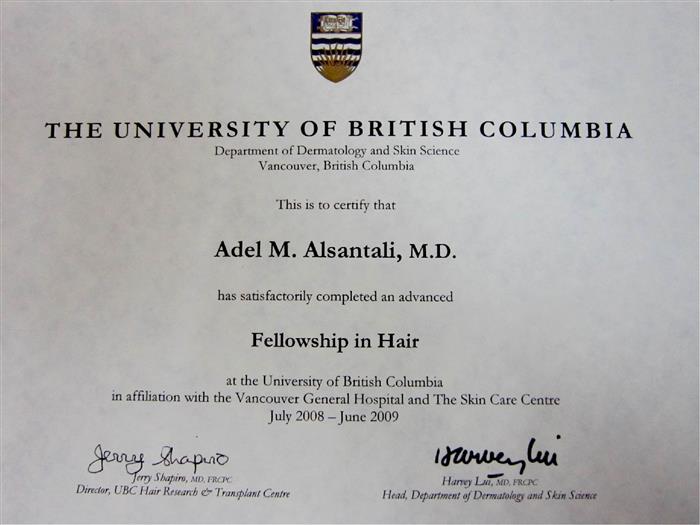 THE UNIVERSITY OF BRITISH COLUMBIA
Department of Dermatology and Skin Science
Vancouver, British Columbia
This is to certify that
Adel M. Alsantali, M.D.
has satisfactorily completed an advanced
Fellowship in Hair
at the University of British Columbia
in affiliation with the Vancouver General Hospital and The Skin Care Centre
July 2008 – June 2009
Jerry Shapiro
Jerry Shapiro, MD, FRCPC
Director, UBC Hair Research & Transplant Centre
Harvey Lui
Harvey Lui, MD, FRCPC
Head, Department of Dermatology and Skin Science